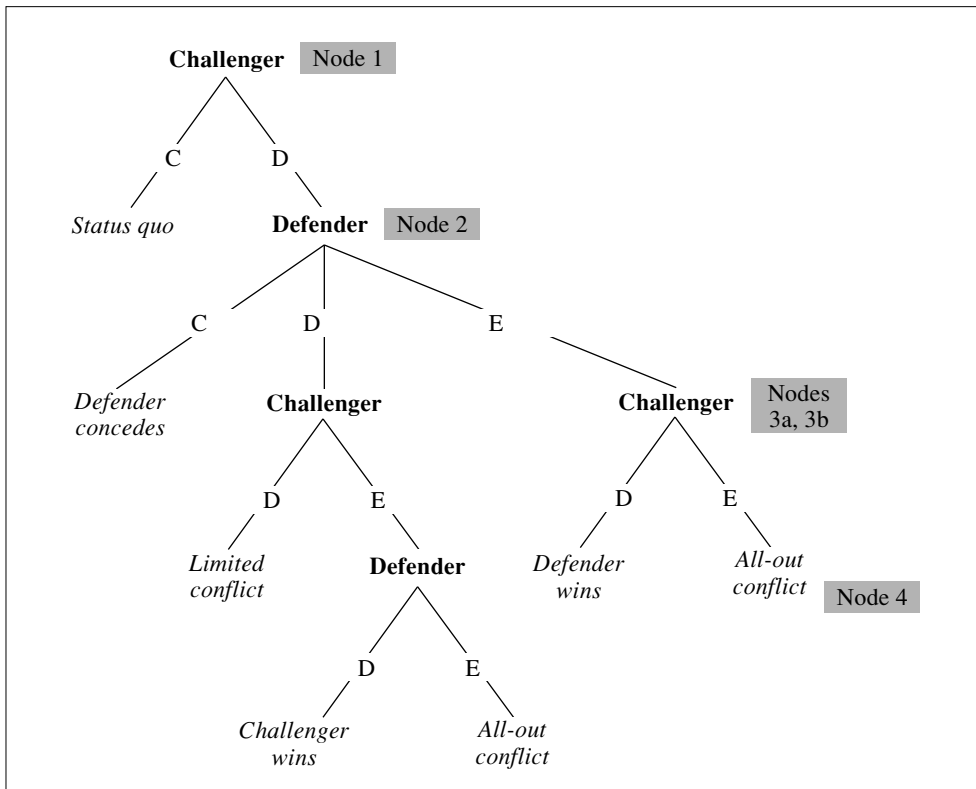 Challenger Node 1
C D
Status quo Defender Node 2
C D E
Defender
concedes
Challenger
Challenger
Nodes
3a, 3b
D E D E
Limited
conflict
Defender
Defender
wins
All-out
conflict
Node 4
D E
Challenger
wins
All-out
conflict